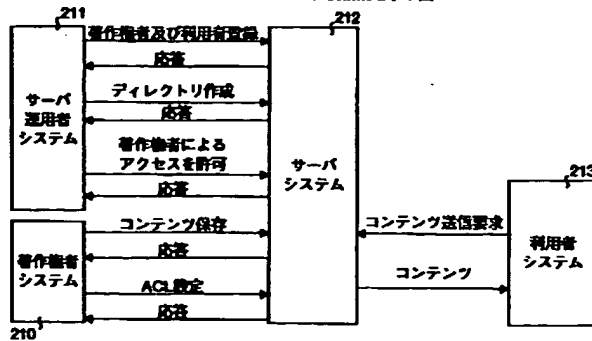 211
212
著作権者及び利用者登録
応答
ディレクトリ作成
応答
サーバ
運用者
システム
著作権者による
アクセスを許可
応答
サーバ
システム
213
コンテンツ保存
コンテンツ送信要求
応答
著作権者
システム
利用者
システム
ACL設定
コンテンツ
応答
210